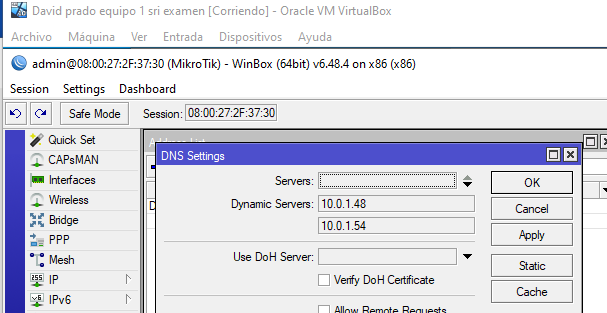 David prado equipo 1 sri examen [Corriendo] - Oracle VM VirtualBox
Archivo Máquina Ver Entrada Dispositivos Ayuda
admin@08:00:27:2F:37:30 (MikroTik) - WinBox (64bit) v6.48.4 on x86 (x86)
Session Settings Dashboard
Safe Mode Session: 08:00:27:2F:37:30
Quick Set
CAPsMAN
Interfaces
Wireless
Bridge
PPP
Mesh
255 IP
v6 IPv6
Address List
DNS Settings
Servers:
Dynamic Servers: 10.0.1.48
10.0.1.54
Use DoH Server:
Verify DoH Certificate
Allow Remote Requests
OK
Cancel
Apply
Static
Cache
D